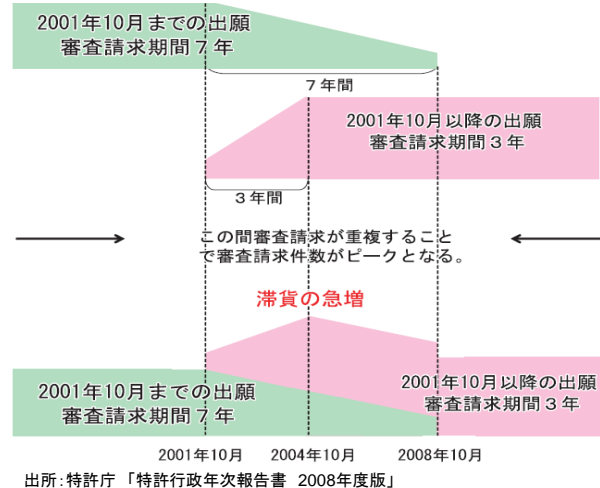 2001年10月までの出願
審査請求期間７年
７年間
2001年10月以降の出願
審査請求期間３年
３年間
この間審査請求が重複すること
で審査請求件数がピークとなる。
滞貨の急増
2001年10月までの出願
審査請求期間７年
2001年10月以降の出願
審査請求期間３年
2001年10月
2004年10月
2008年10月
出所：特許庁「特許行政年次報告書　2008年度版」